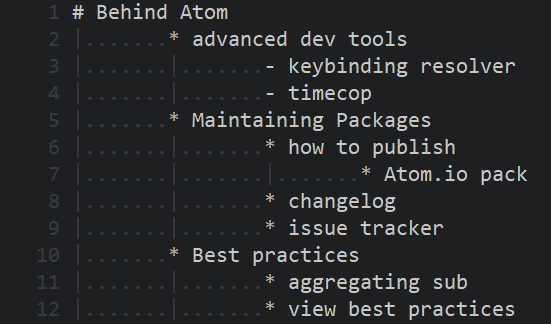 1 # Behind Atom
2 * advanced dev tools
3 - keybinding resolver
4 - timecop
5 * Maintaining Packages
6 * how to publish
7 * Atom.io pack
8 * changelog
9 * issue tracker
10 * Best practices
11 * aggregating sub
12 * view best practices